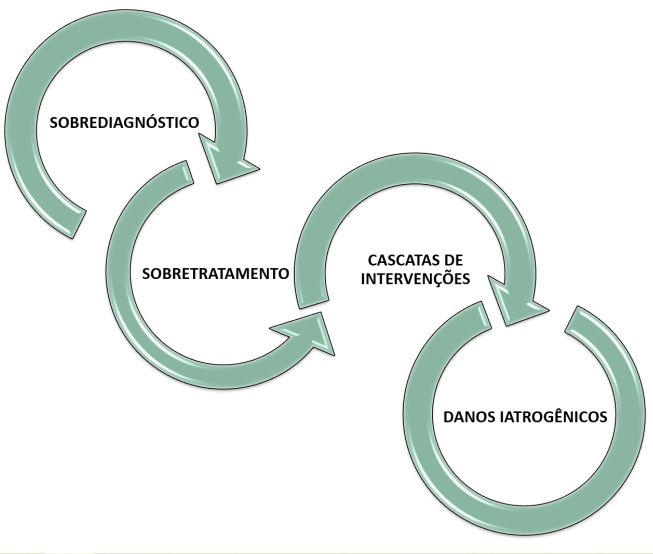 SOBREDIAGNÓSTICO
SOBRETRATAMENTO
CASCATAS DE
INTERVENÇÕES
DANOS IATROGÊNICOS